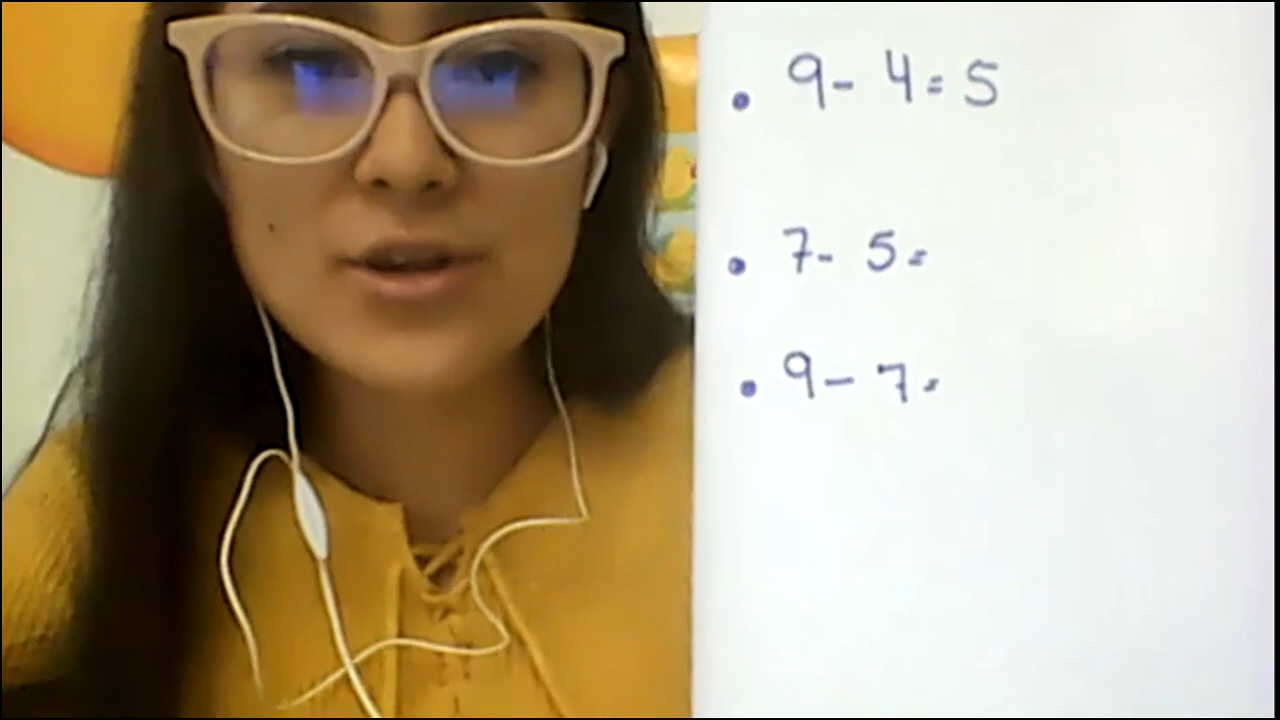 • 9 - 4 = 5
• 7 - 5 =
• 9 - 7 =